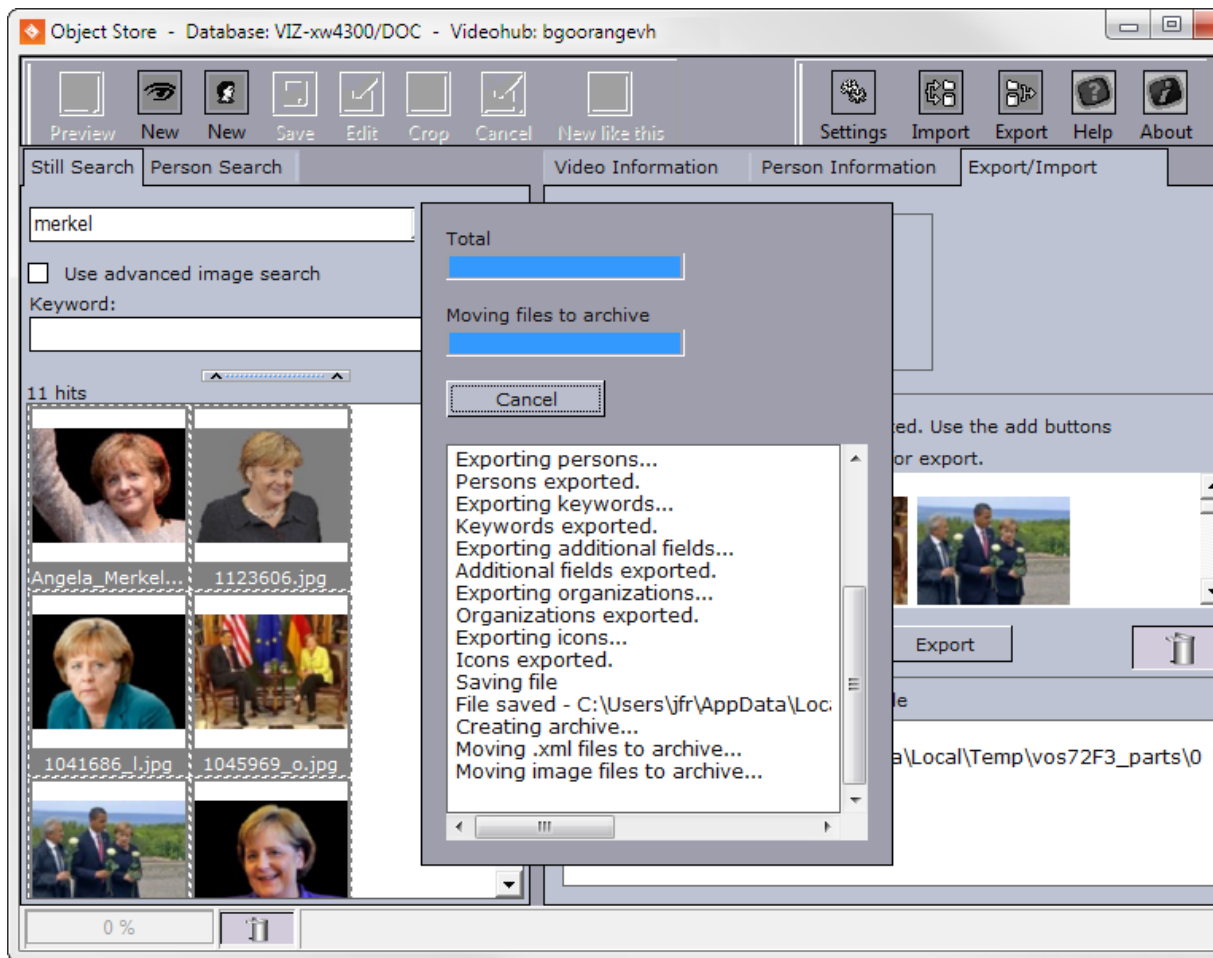 Object Store - Database: VIZ-xw4300/DOC - Videohub: bgoorangevh
Preview New New Save Edit Crop Cancel New like this Settings Import Export Help About
Still Search Person Search Video Information Person Information Export/Import
merkel
Use advanced image search
Keyword:
11 hits
Angela_Merkel... 1123606.jpg
1041686_l.jpg 1045969_o.jpg
Total
Moving files to archive
Cancel
Exporting persons...
Persons exported.
Exporting keywords...
Keywords exported.
Exporting additional fields...
Additional fields exported.
Exporting organizations...
Organizations exported.
Exporting icons...
Icons exported.
Saving file
File saved - C:\Users\jfr\AppData\Loc
Creating archive...
Moving .xml files to archive...
Moving image files to archive...
ed. Use the add buttons
or export.
Export
le
a\Local\Temp\vos72F3_parts\0
0 %